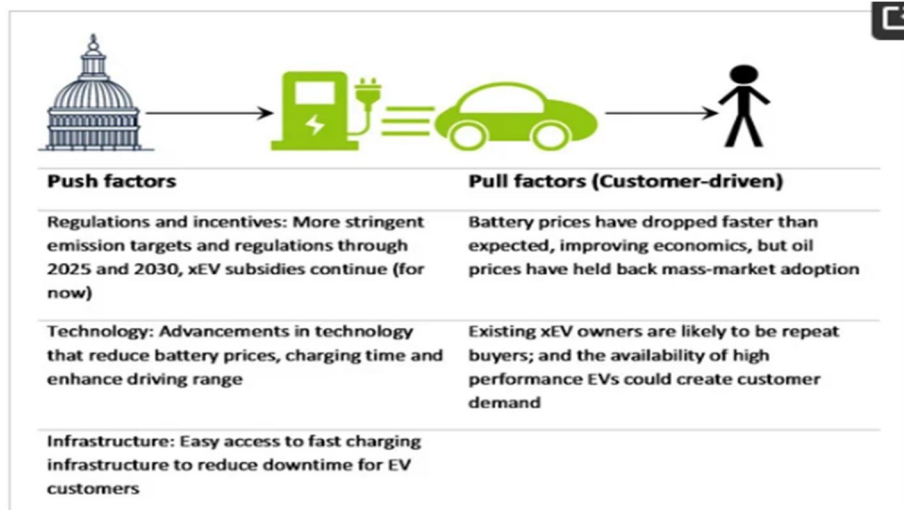 Push factors
Pull factors (Customer-driven)
Regulations and incentives: More stringent
emission targets and regulations through
2025 and 2030, xEV subsidies continue (for
now)
Battery prices have dropped faster than
expected, improving economics, but oil
prices have held back mass-market adoption
Technology: Advancements in technology
that reduce battery prices, charging time and
enhance driving range
Existing xEV owners are likely to be repeat
buyers; and the availability of high
performance EVs could create customer
demand
Infrastructure: Easy access to fast charging
infrastructure to reduce downtime for EV
customers